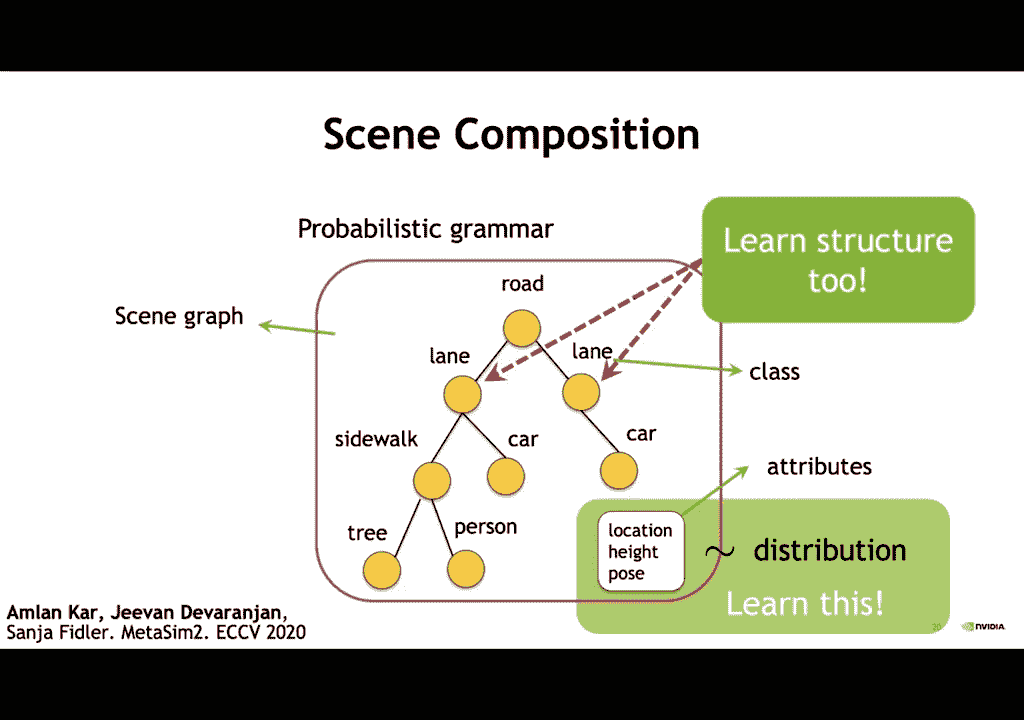 Scene Composition
Probabilistic grammar
Learn structure
too!
road
Scene graph
lane
lane
class
sidewalk
car
car
attributes
tree
person
location
height
pose
~ distribution
Learn this!
Amlan Kar, Jeevan Devaranjan,
Sanja Fidler. MetaSim2. ECCV 2020
20
NVIDIA